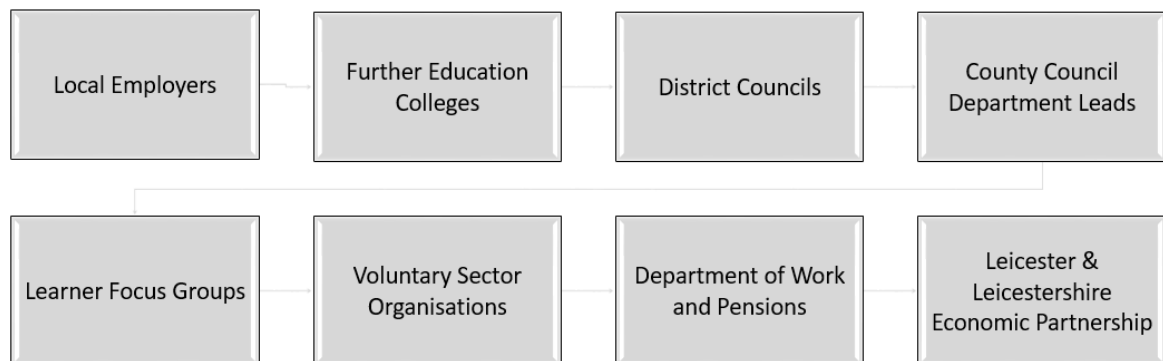 Local Employers
Further Education
Colleges
District Councils
County Council
Department Leads
Learner Focus Groups
Voluntary Sector
Organisations
Department of Work
and Pensions
Leicester &
Leicestershire
Economic Partnership